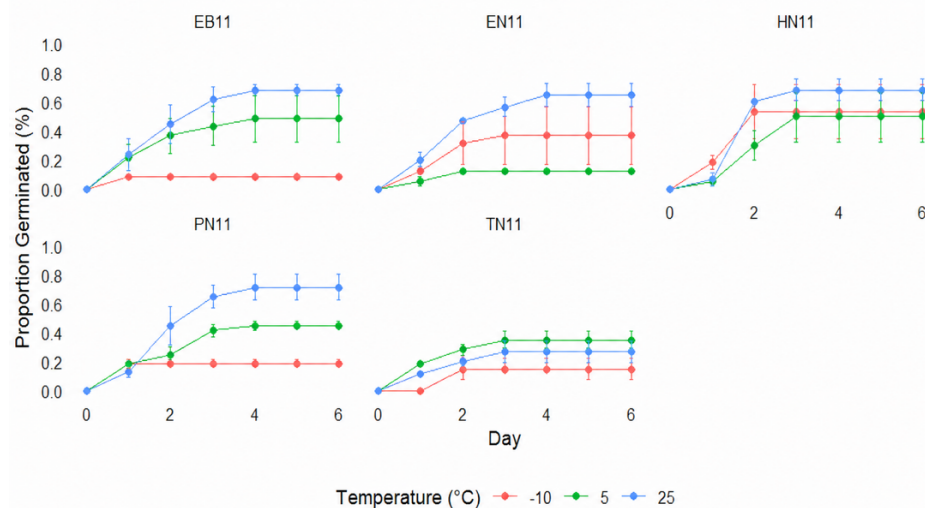 EB11 EN11 HN11
1.0
0.8
0.6
0.4
0.2
0.0
0 2 4 6
PN11 TN11
1.0
0.8
0.6
0.4
0.2
0.0
0 2 4 6 0 2 4 6
Proportion Germinated (%)
Day
Temperature (°C) -10 5 25